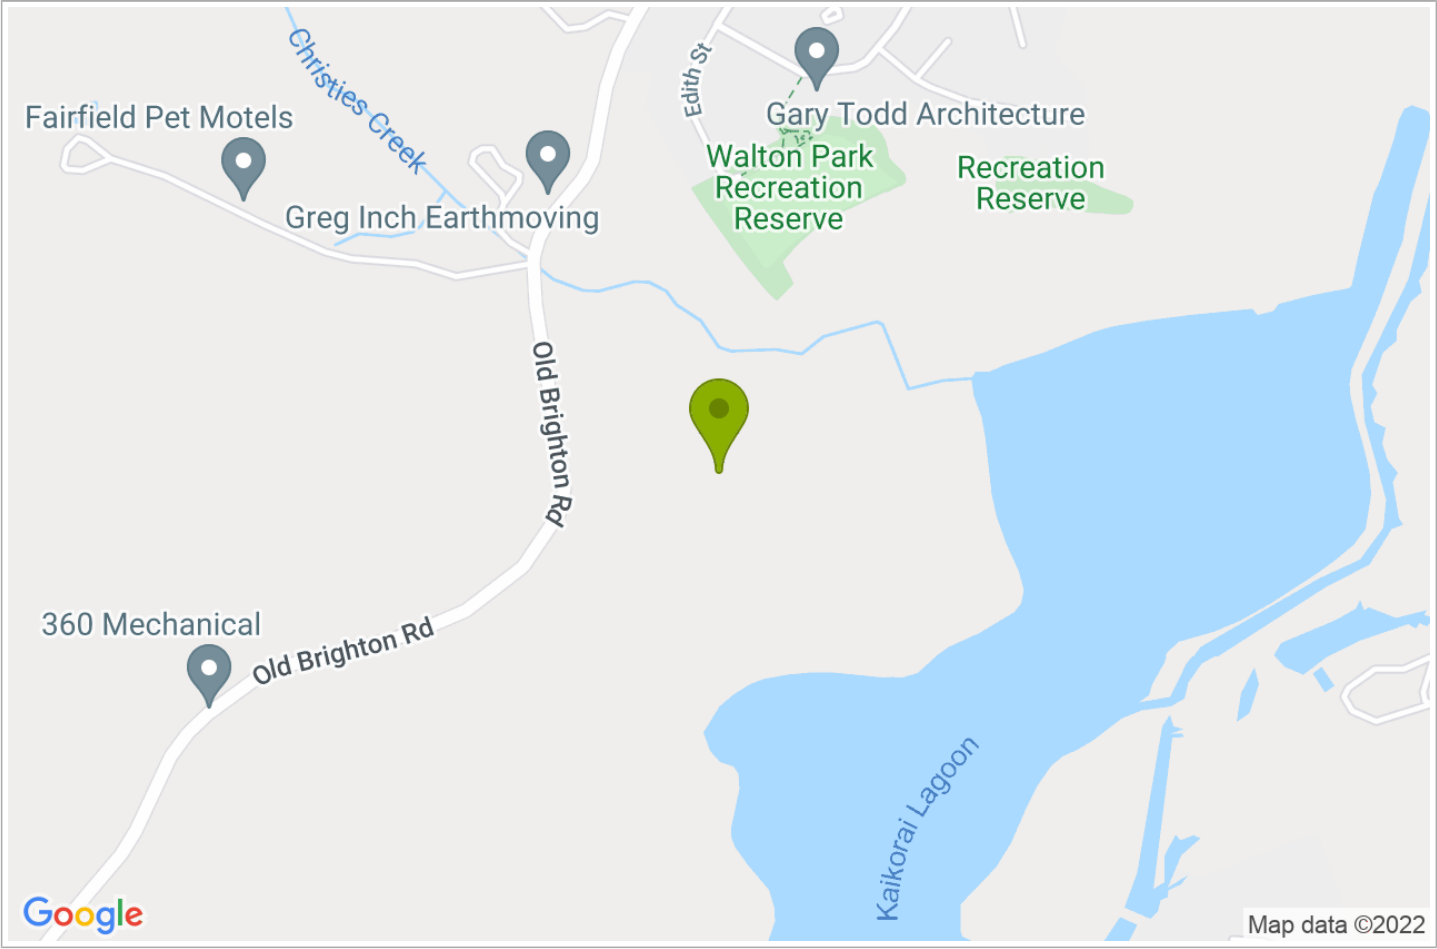 Christies Creek
Edith St
Fairfield Pet Motels
Gary Todd Architecture
Walton Park
Recreation
Reserve
Recreation
Reserve
Greg Inch Earthmoving
Old Brighton Rd
360 Mechanical
Old Brighton Rd
Kaikorai Lagoon
Google
Map data ©2022